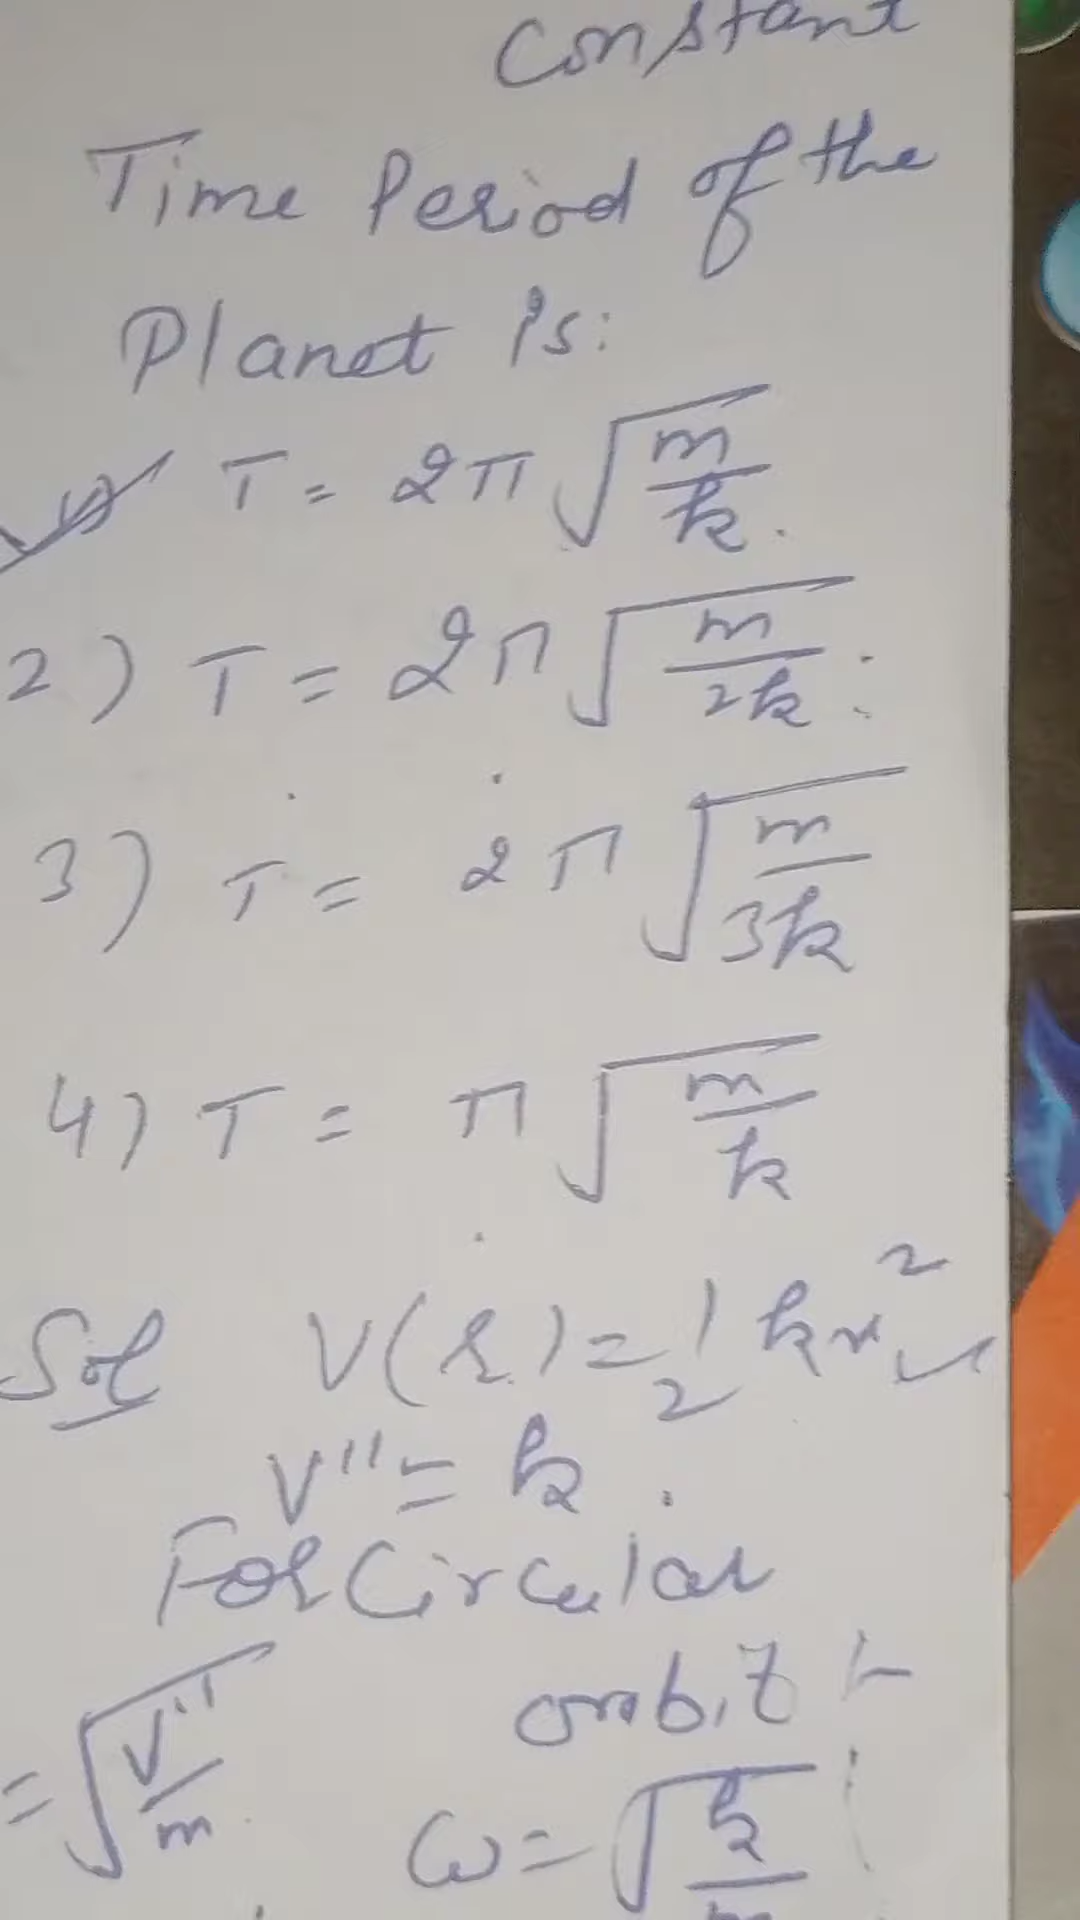 Constant
Time Period of the
Planet is:
1) T = 2π √(m/k).
2) T = 2π √(m/2k) :
3) T = 2π √(m/3k)
4) T = π √(m/k)
Sol V(r) = 1/2 kr²
V'' = k .
For Circular
orbit :-
= √(V''/m) ω = √(k/m)